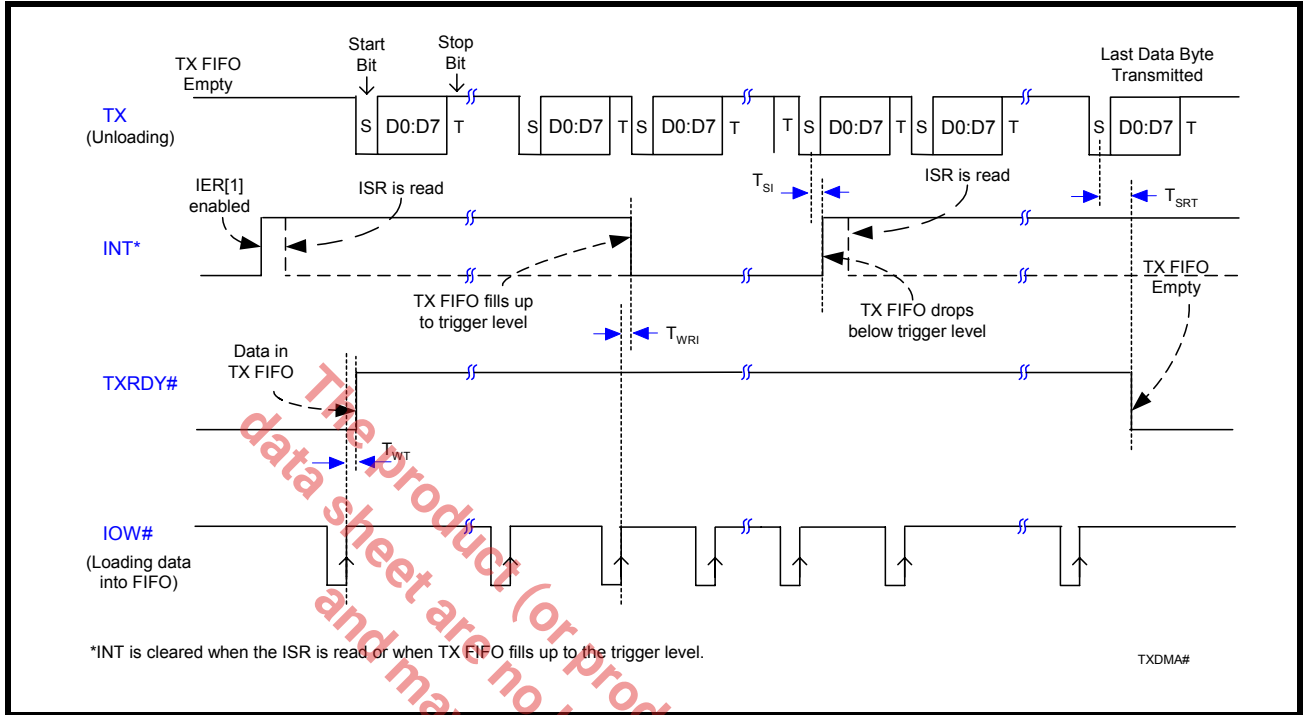 Start
Bit
Stop
Bit
TX FIFO
Empty
Last Data Byte
Transmitted
TX
(Unloading)
S D0:D7 T S D0:D7 T S D0:D7 T T S D0:D7 T S D0:D7 T S D0:D7 T
IER[1]
enabled
ISR is read
TSI
ISR is read
TSRT
INT*
TX FIFO fills up
to trigger level
TX FIFO drops
below trigger level
TX FIFO
Empty
TWRI
Data in
TX FIFO
TXRDY#
TWT
IOW#
(Loading data
into FIFO)
*INT is cleared when the ISR is read or when TX FIFO fills up to the trigger level.
TXDMA#
The product (or prod
data sheet are no
and ma